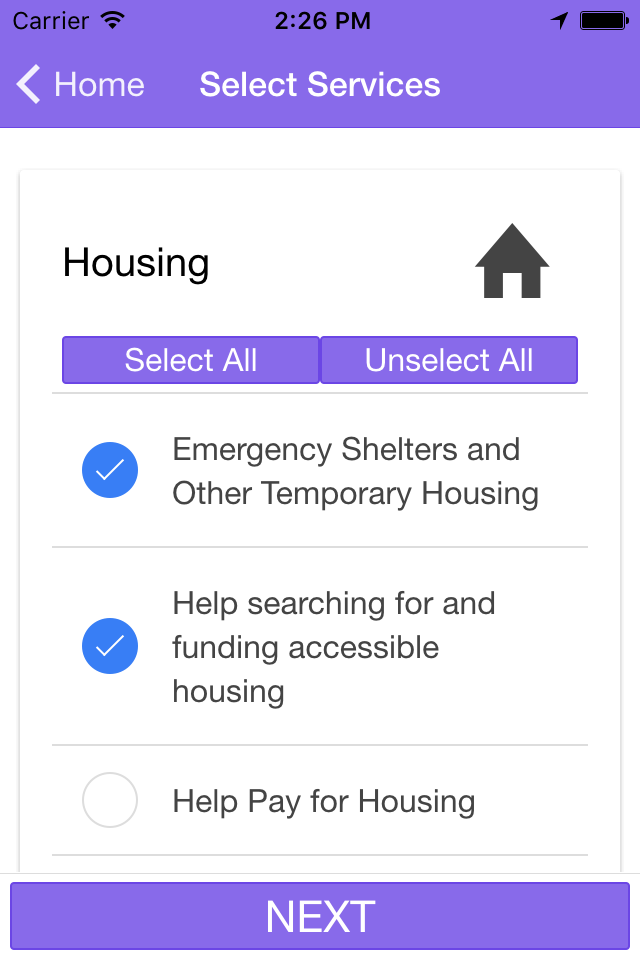 Carrier 2:26 PM
Home Select Services
Housing
Select All Unselect All
Emergency Shelters and
Other Temporary Housing
Help searching for and
funding accessible
housing
Help Pay for Housing
NEXT